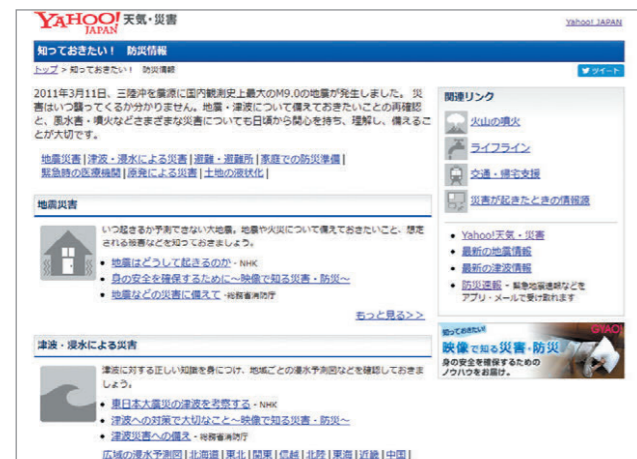 YAHOO! JAPAN 天気・災害
Yahoo! JAPAN
知っておきたい！ 防災情報
トップ > 知っておきたい！ 防災情報
ツイート
2011年3月11日、三陸沖を震源に国内観測史上最大のM9.0の地震が発生しました。 災
害はいつ襲ってくるか分かりません。地震・津波について備えておきたいことの再確認
と、風水害・噴火などさまざまな災害についても日頃から関心を持ち、理解し、備えるこ
とが大切です。
地震災害 | 津波・浸水による災害 | 避難・避難所 | 家庭での防災準備 |
緊急時の医療機関 | 原発による災害 | 土地の液状化 |
地震災害
いつ起きるか予測できない大地震。地震や火災について備えておきたいこと、想定
される被害などを知っておきましょう。
• 地震はどうして起きるのか - NHK
• 身の安全を確保するために～映像で知る災害・防災～
• 地震などの災害に備えて -総務省消防庁
もっと見る>>
津波・浸水による災害
津波に対する正しい知識を身につけ、地域ごとの浸水予測図などを確認しておきま
しょう。
• 東日本大震災の津波を考察する - NHK
• 津波への対策で大切なこと～映像で知る災害・防災～
• 津波災害への備え - 総務省消防庁
広域の浸水予測図 | 北海道 | 東北 | 関東 | 信越 | 北陸 | 東海 | 近畿 | 中国 |
関連リンク
火山の噴火
ライフライン
交通・帰宅支援
災害が起きたときの情報源
• Yahoo!天気・災害
• 最新の地震情報
• 最新の津波情報
• 防災速報 - 緊急地震速報などを
アプリ・メールで受け取れます
知っておきたい!
GYAO!
映像で知る災害・防災
身の安全を確保するための
ノウハウをお届け。